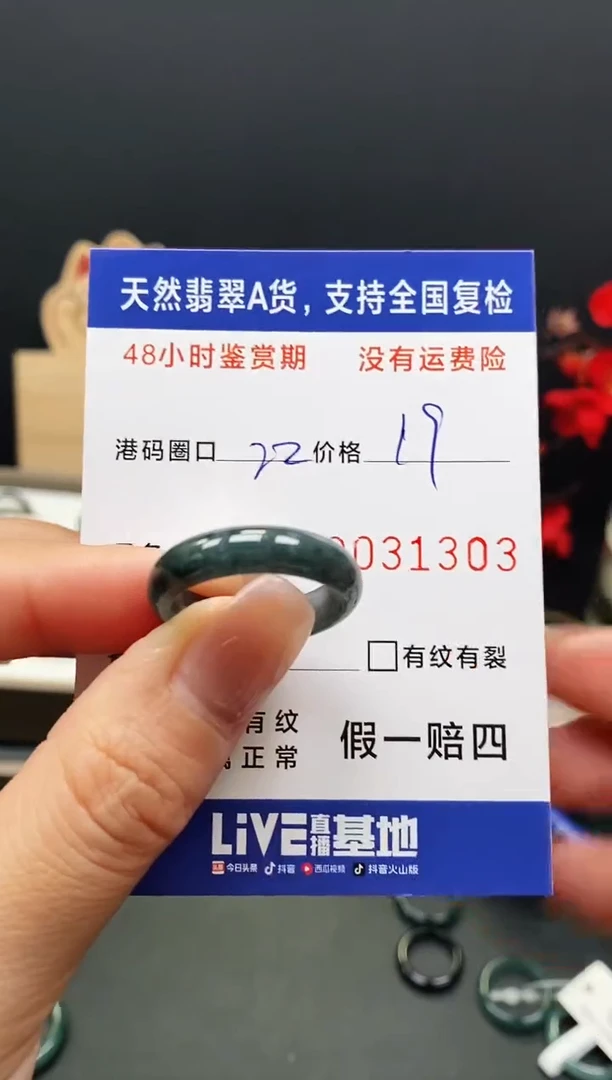 天然翡翠A货，支持全国复检
48小时鉴赏期 没有运费险
港码圈口 22 价格 19
0031303
有纹有裂
有纹
正常
假一赔四
LiVE直播基地
头条 今日头条 抖音 西瓜视频 抖音火山版